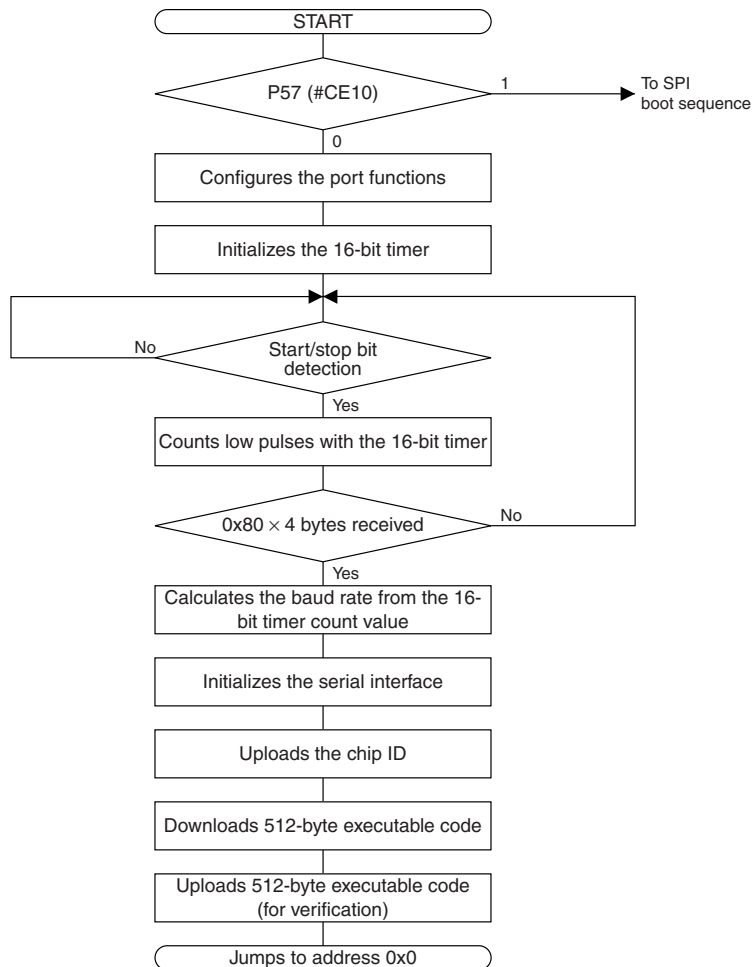 START
P57 (#CE10)
1
To SPI
boot sequence
0
Configures the port functions
Initializes the 16-bit timer
No
Start/stop bit
detection
Yes
Counts low pulses with the 16-bit timer
0x80 × 4 bytes received
No
Yes
Calculates the baud rate from the 16-
bit timer count value
Initializes the serial interface
Uploads the chip ID
Downloads 512-byte executable code
Uploads 512-byte executable code
(for verification)
Jumps to address 0x0